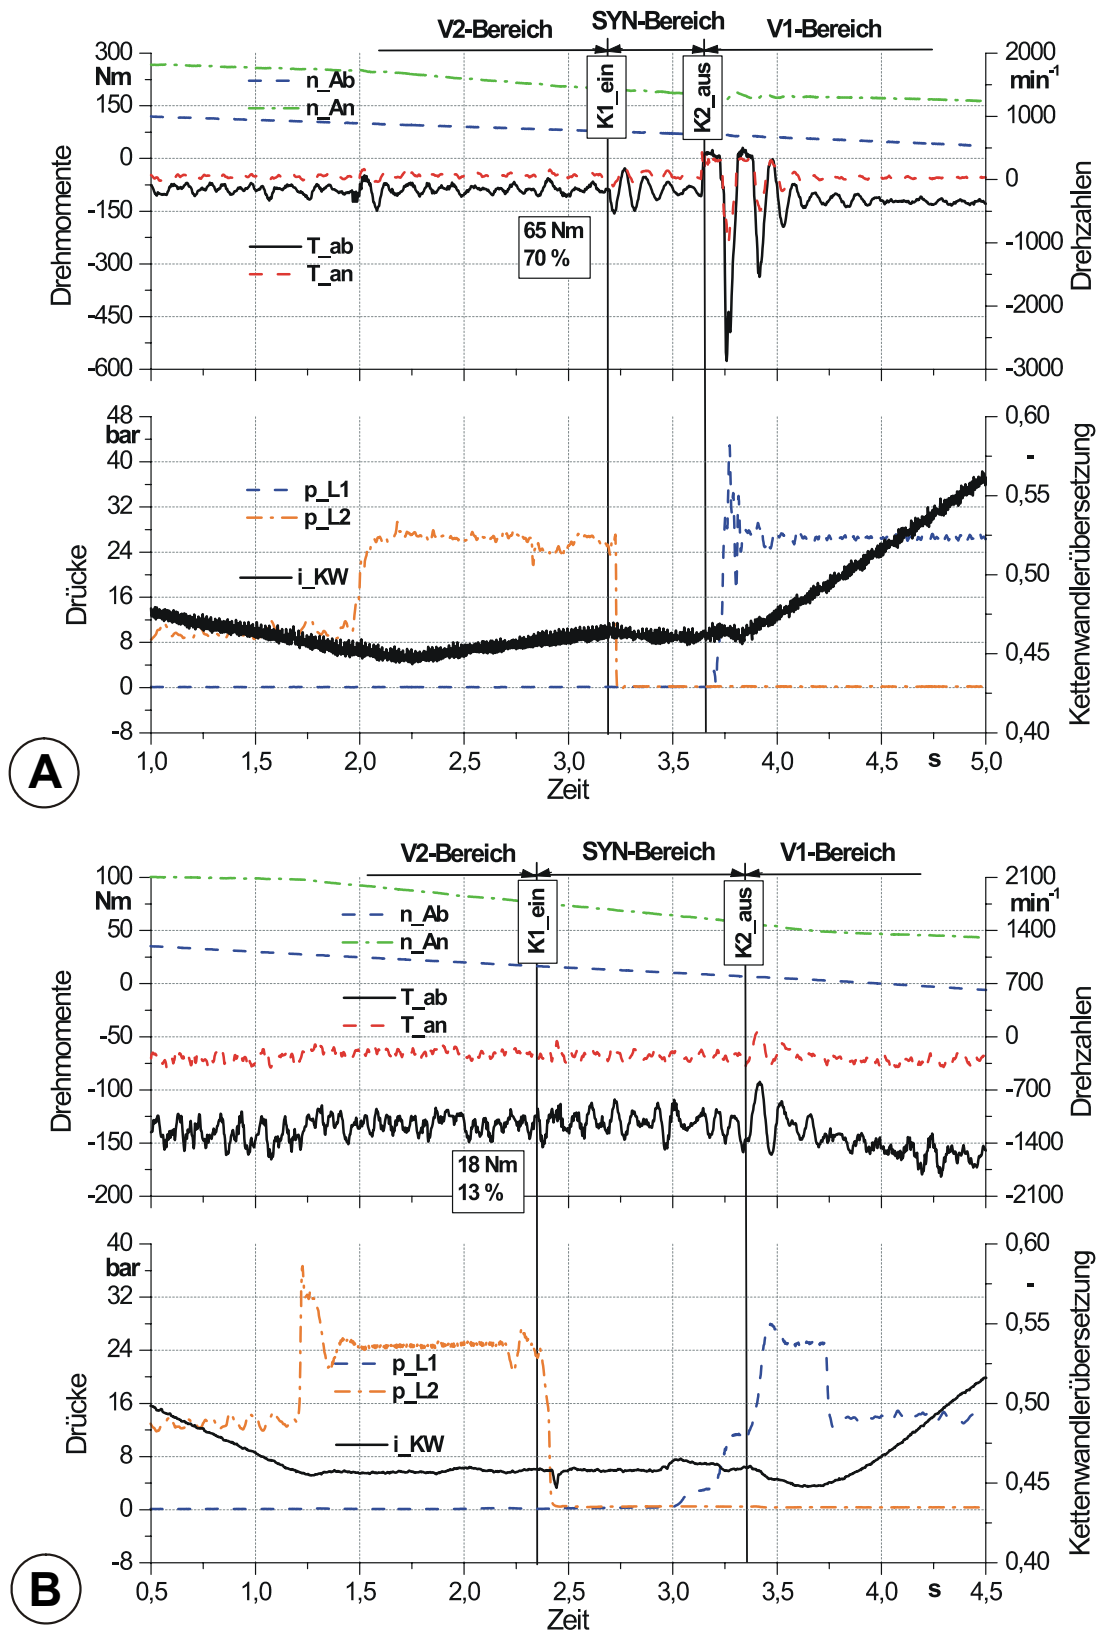 V2-Bereich SYN-Bereich V1-Bereich
300 2000
Nm min-1
n_Ab
150 n_An 1000
K1_ein K2_aus
0 0
-150
T_ab 65 Nm -1000
T_an 70 %
-300
-450 -2000
-600 -3000
Drehmomente Drehzahlen
48 0,60
bar -
40
p_L1 0,55
32 p_L2
24
i_KW 0,50
16
8 0,45
0
-8 0,40
Drücke Kettenwandlerübersetzung
1,0 1,5 2,0 2,5 3,0 3,5 4,0 4,5 s 5,0
Zeit
A
V2-Bereich SYN-Bereich V1-Bereich
100 2100
Nm min-1
n_Ab
50 n_An 1400
K1_ein K2_aus
0 700
T_ab
T_an
-50 0
-100 -700
-150 -1400
18 Nm
13 %
-200 -2100
Drehmomente Drehzahlen
40 0,60
bar -
32
0,55
24
p_L1
p_L2
16 0,50
i_KW
8 0,45
0
-8 0,40
Drücke Kettenwandlerübersetzung
0,5 1,0 1,5 2,0 2,5 3,0 3,5 4,0 s 4,5
Zeit
B